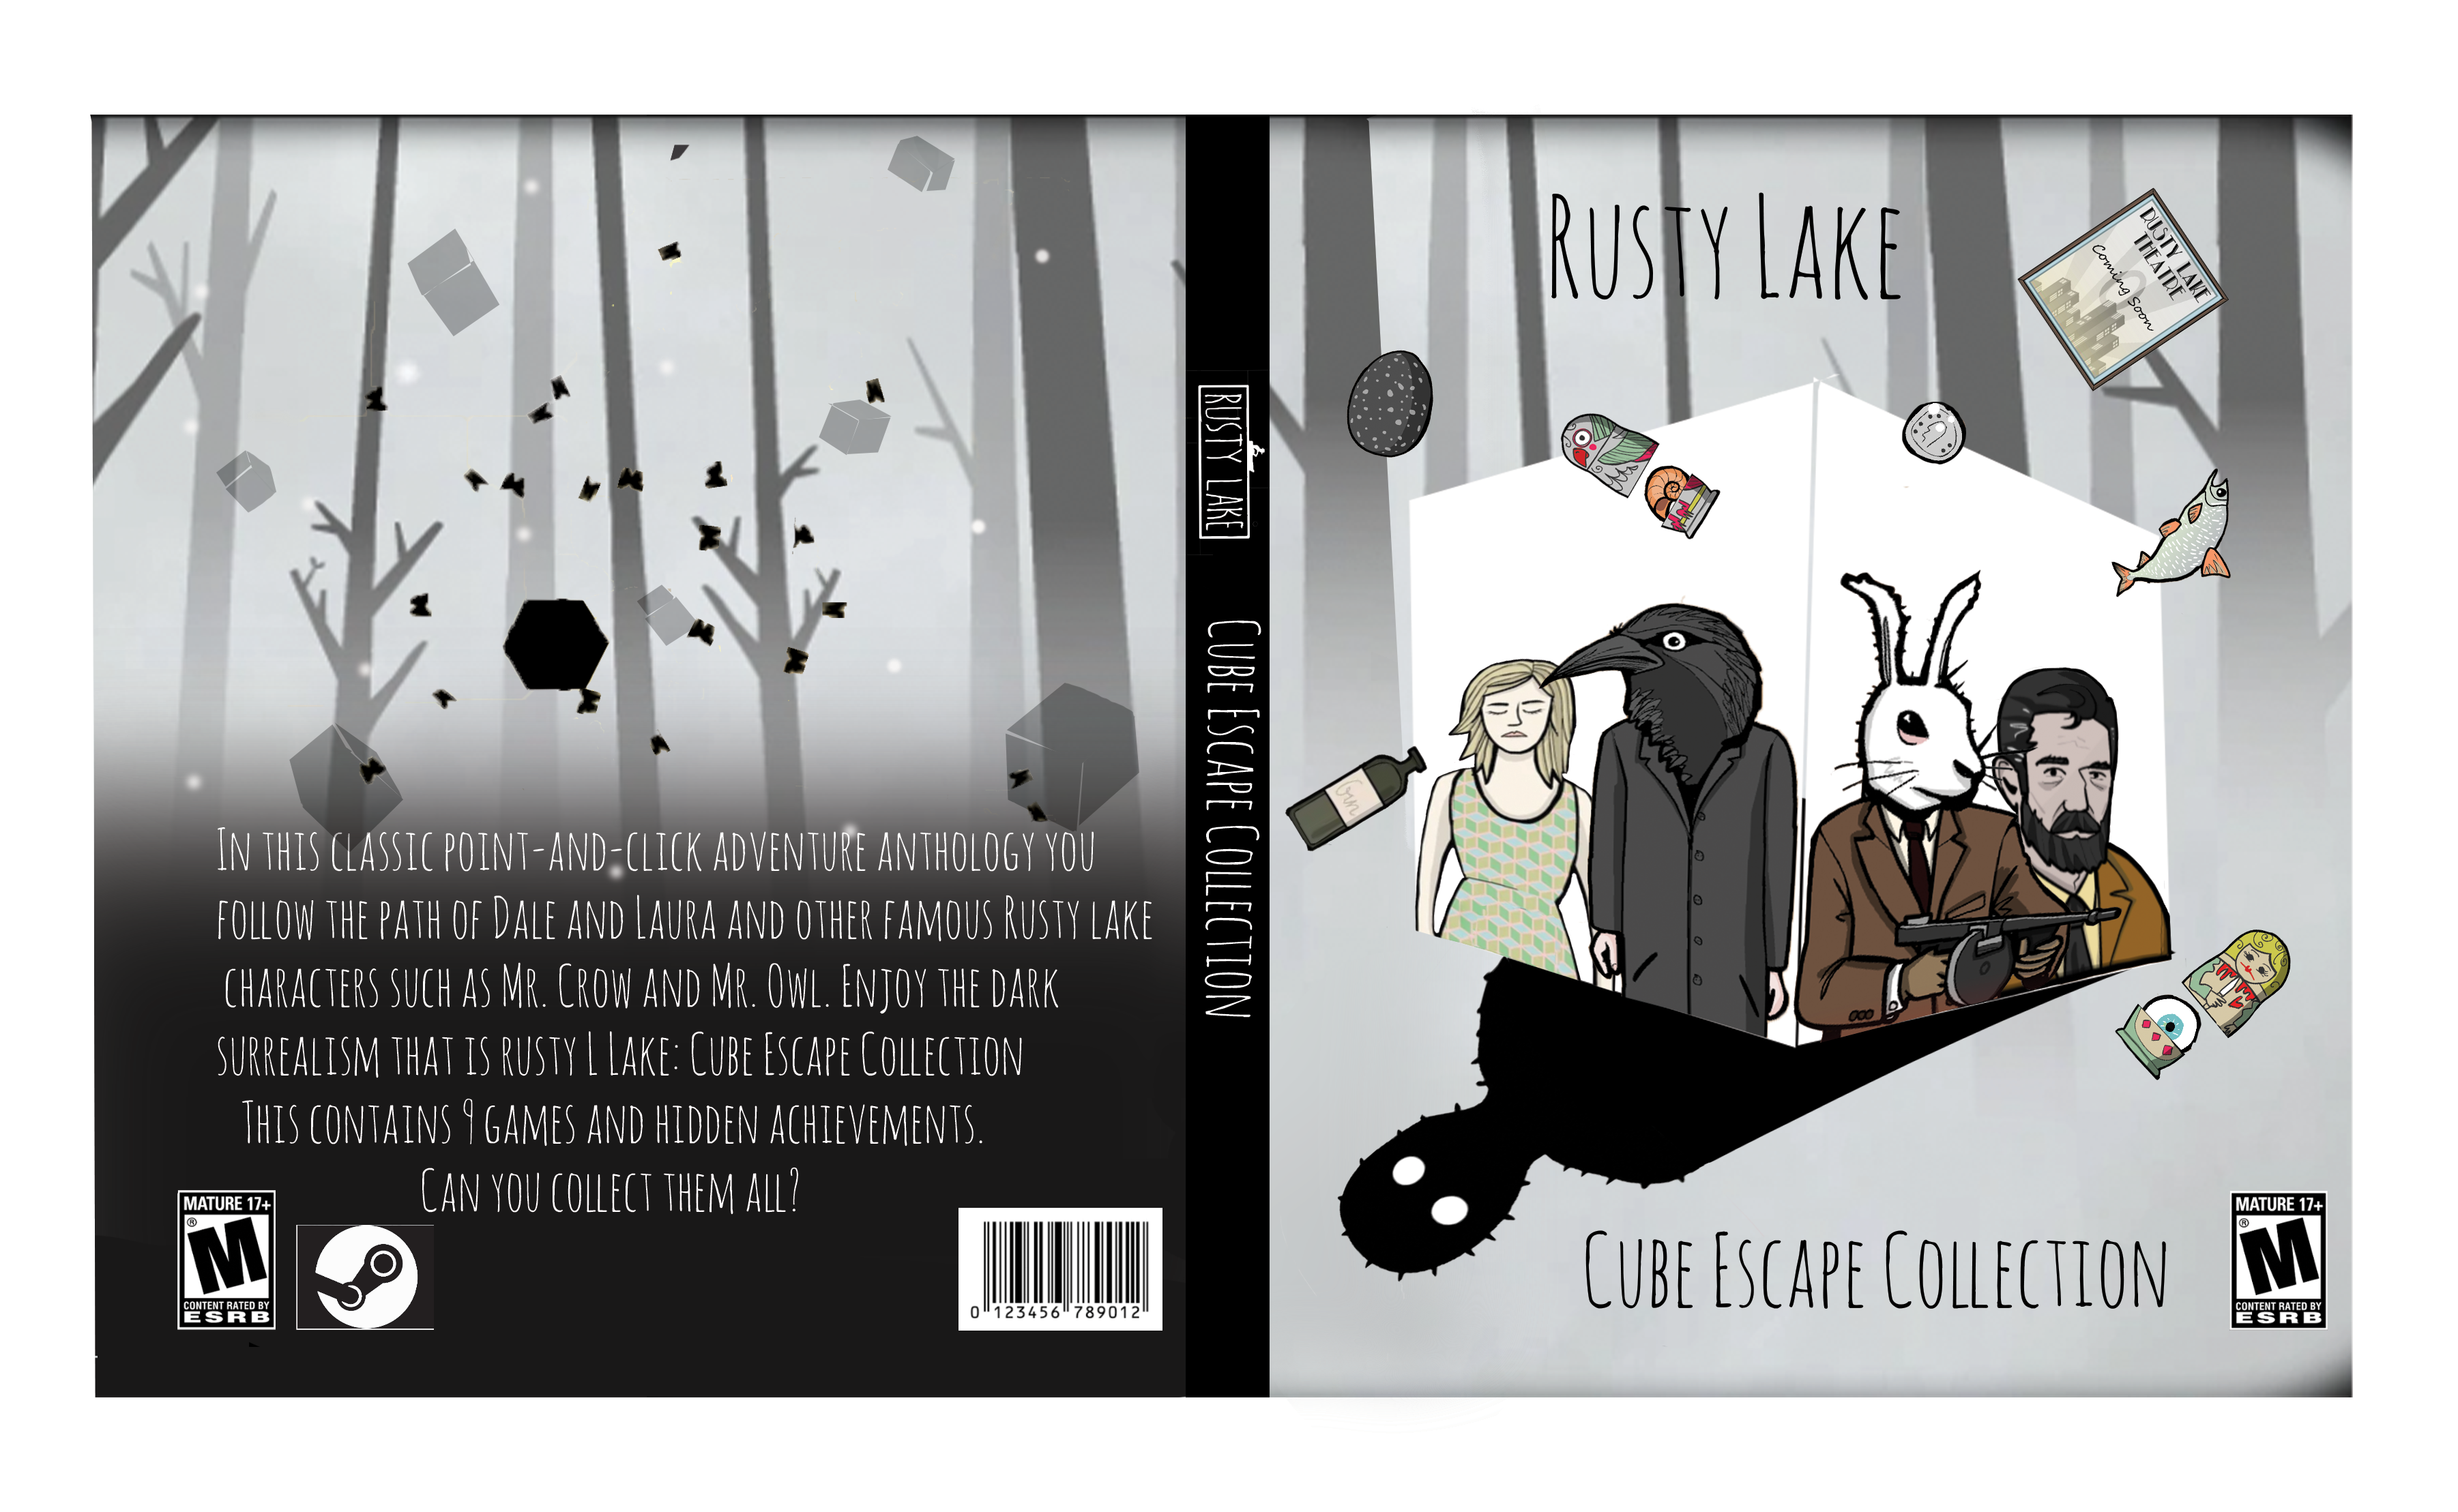 In this classic point-and-click adventure anthology you
follow the path of Dale and Laura and other famous Rusty lake
characters such as Mr. Crow and Mr. Owl. Enjoy the dark
surrealism that is rusty L Lake: Cube Escape Collection
This contains 9 games and hidden achievements.
Can you collect them all?
MATURE 17+
®
M
CONTENT RATED BY
ESRB
0 123456 789012
RUSTY LAKE
Cube Escape Collection
Rusty Lake
RUSTY LAKE
THEATRE
Coming Soon
Gin
Cube Escape Collection
MATURE 17+
®
M
CONTENT RATED BY
ESRB